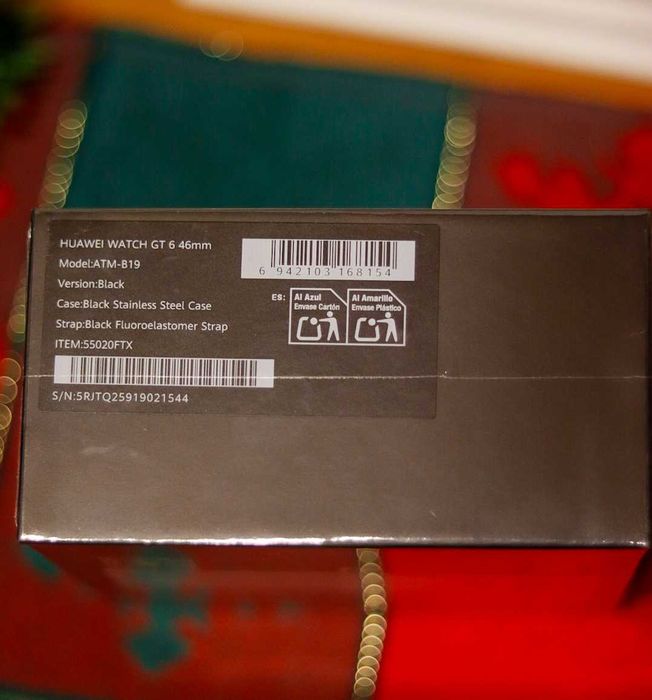 HUAWEI WATCH GT 6 46mm
Model:ATM-B19
Version:Black
Case:Black Stainless Steel Case
Strap:Black Fluoroelastomer Strap
ITEM:55020FTX
S/N:5RJTQ25919021544
6 942103 168154
ES:
Al Azul
Envase Cartón
Al Amarillo
Envase Plástico